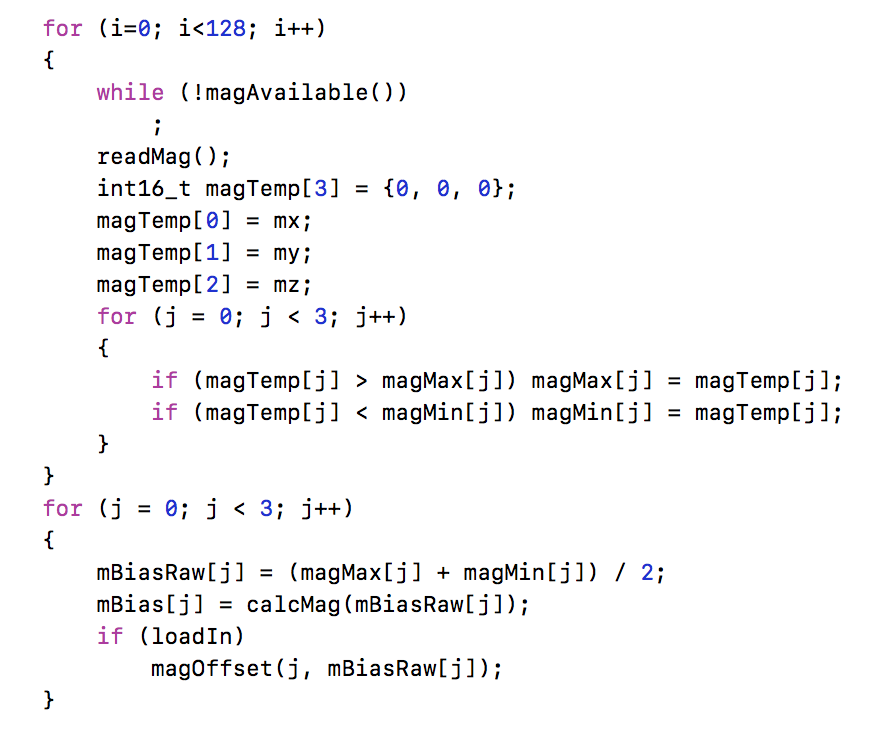 for (i=0; i<128; i++)
{
    while (!magAvailable())
        ;
    readMag();
    int16_t magTemp[3] = {0, 0, 0};
    magTemp[0] = mx;
    magTemp[1] = my;
    magTemp[2] = mz;
    for (j = 0; j < 3; j++)
    {
        if (magTemp[j] > magMax[j]) magMax[j] = magTemp[j];
        if (magTemp[j] < magMin[j]) magMin[j] = magTemp[j];
    }
}
for (j = 0; j < 3; j++)
{
    mBiasRaw[j] = (magMax[j] + magMin[j]) / 2;
    mBias[j] = calcMag(mBiasRaw[j]);
    if (loadIn)
        magOffset(j, mBiasRaw[j]);
}